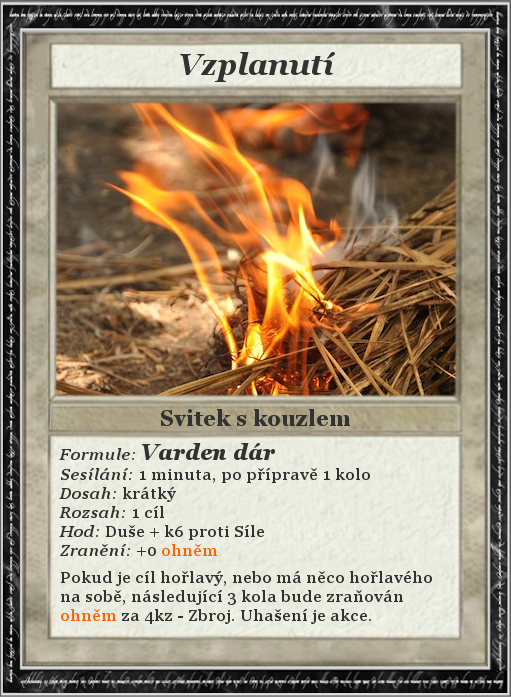 Vzplanutí
Svitek s kouzlem
Formule: Varden dár
Sesílání: 1 minuta, po přípravě 1 kolo
Dosah: krátký
Rozsah: 1 cíl
Hod: Duše + k6 proti Síle
Zranění: +0 ohněm
Pokud je cíl hořlavý, nebo má něco hořlavého
na sobě, následující 3 kola bude zraňován
ohněm za 4kz - Zbroj. Uhašení je akce.